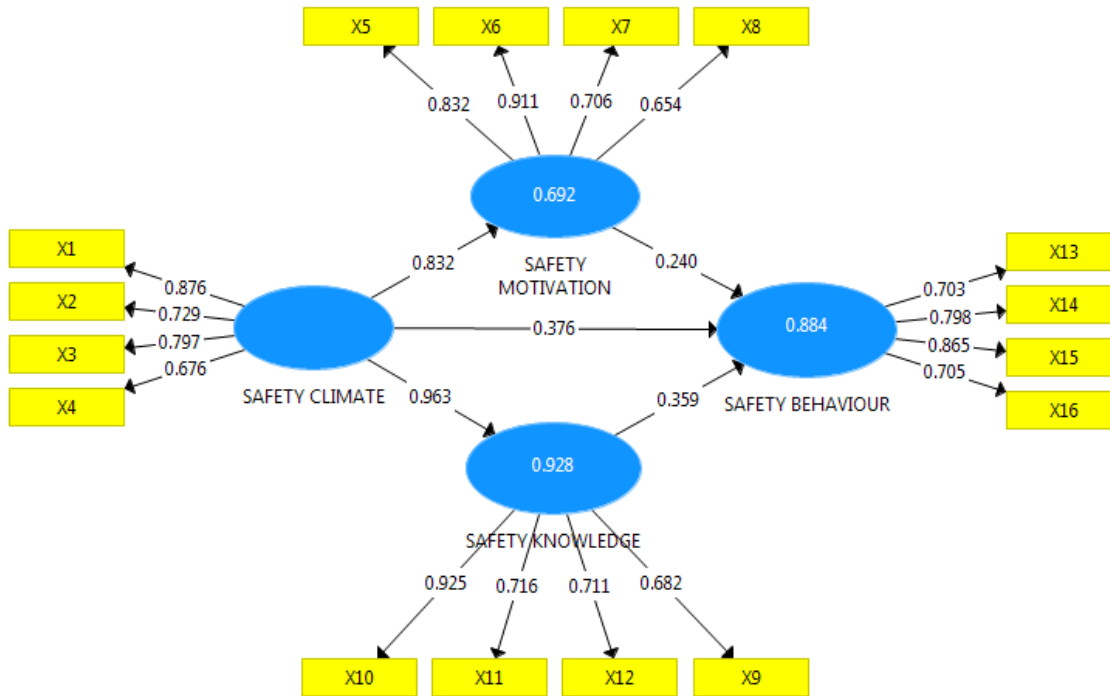 X5
X6
X7
X8
0.832
0.911
0.706
0.654
0.692
SAFETY
MOTIVATION
X1
X2
X3
X4
0.876
0.729
0.797
0.676
SAFETY CLIMATE
0.832
0.376
0.963
0.240
0.359
0.884
SAFETY BEHAVIOUR
0.703
0.798
0.865
0.705
X13
X14
X15
X16
0.928
SAFETY KNOWLEDGE
0.925
0.716
0.711
0.682
X10
X11
X12
X9